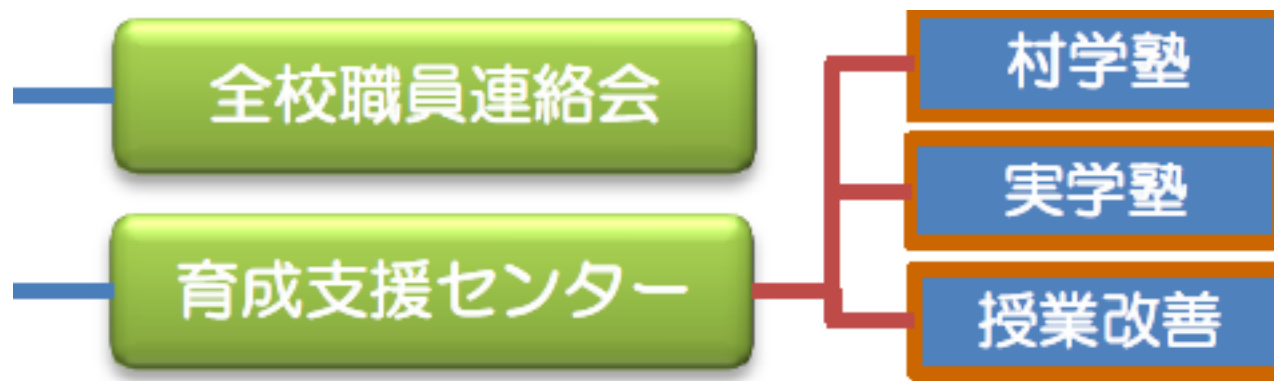 全校職員連絡会
育成支援センター
村学塾
実学塾
授業改善